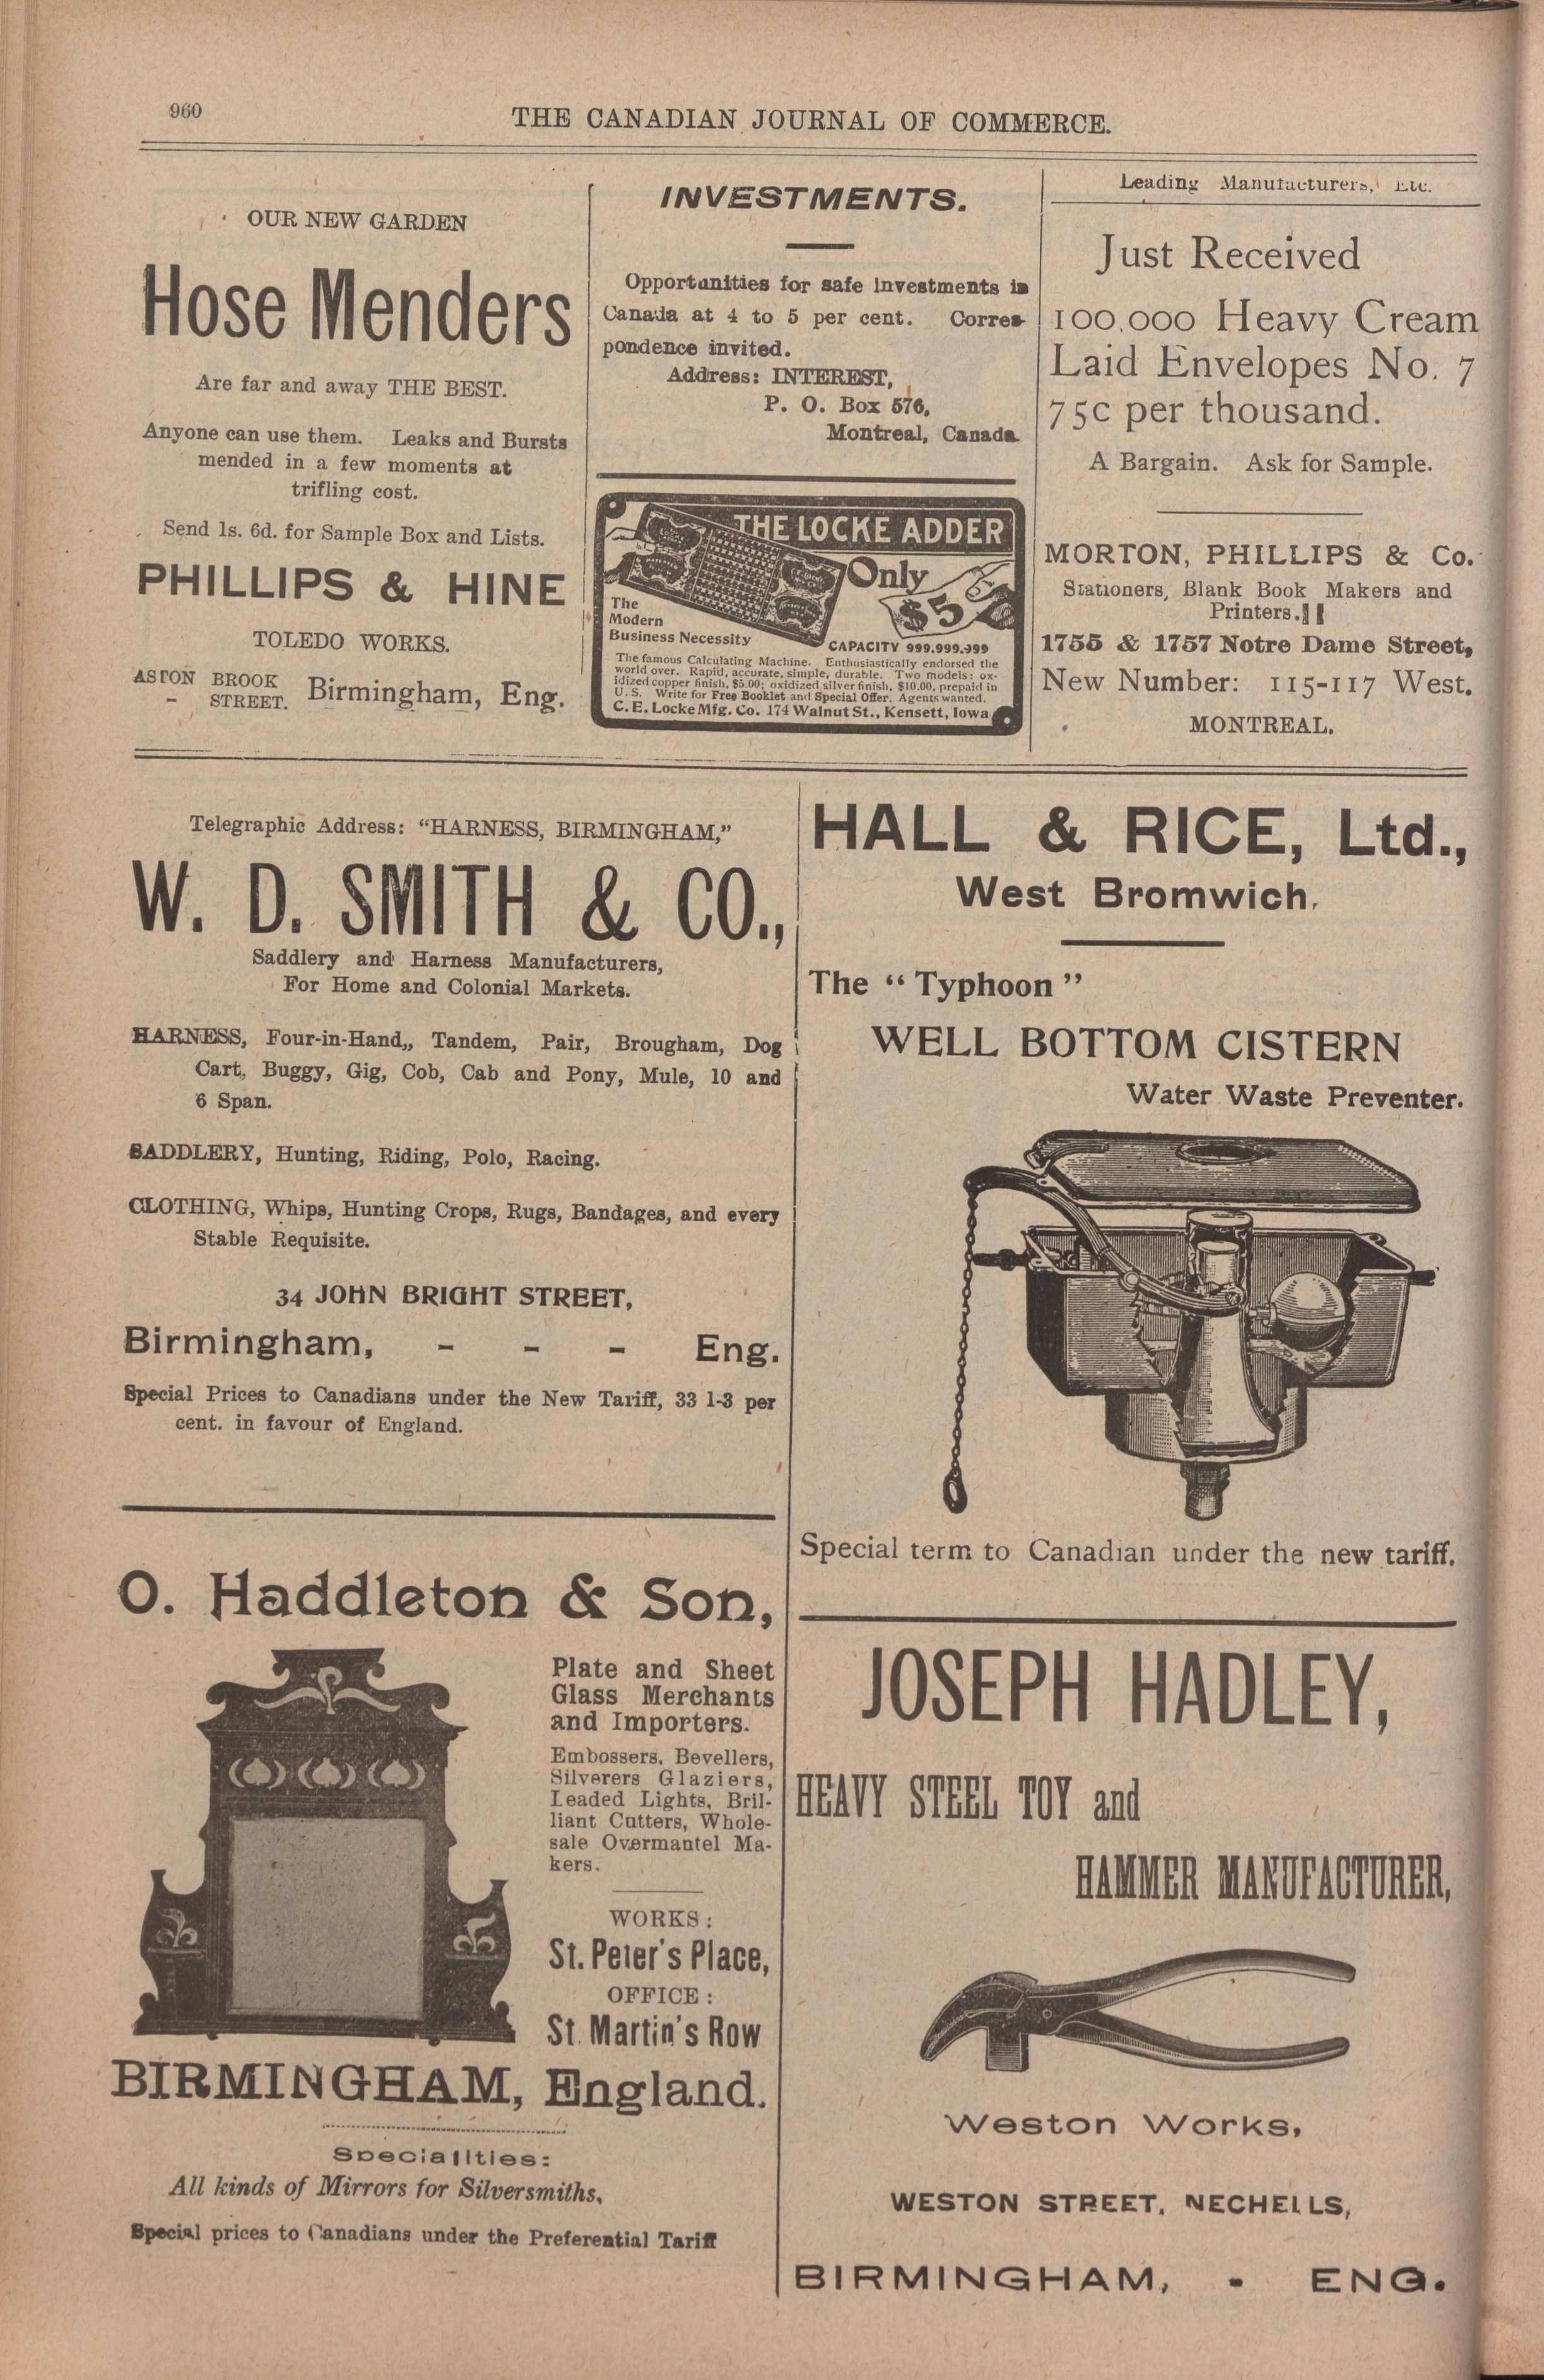 960
THE CANADIAN JOURNAL OF COMMERCE.
OUR NEW GARDEN
Hose Menders
Are far and away THE BEST.
Anyone can use them. Leaks and Bursts
mended in a few moments at
trifling cost.
Send 1s. 6d. for Sample Box and Lists.
PHILLIPS & HINE
TOLEDO WORKS.
ASTON BROOK
- STREET. Birmingham, Eng.
INVESTMENTS.
Opportunities for safe investments in
Canada at 4 to 5 per cent. Corres-
pondence invited.
Address: INTEREST,
P. O. Box 576,
Montreal, Canada
THE LOCKE ADDER
Only
$5
The
Modern
Business Necessity
CAPACITY 999,999,999
The famous Calculating Machine. Enthusiastically endorsed the
world over. Rapid, accurate, simple, durable. Two models: ox-
idized copper finish, $5.00; oxidized silver finish, $10.00, prepaid in
U. S. Write for Free Booklet and Special Offer. Agents wanted.
C. E. Locke Mfg. Co. 174 Walnut St., Kensett, Iowa
Leading Manufacturers, Etc.
Just Received
100,000 Heavy Cream
Laid Envelopes No. 7
75c per thousand.
A Bargain. Ask for Sample.
MORTON, PHILLIPS & Co.
Stationers, Blank Book Makers and
Printers.
1755 & 1757 Notre Dame Street,
New Number: 115-117 West.
MONTREAL.
Telegraphic Address: “HARNESS, BIRMINGHAM,”
W. D. SMITH & CO.,
Saddlery and Harness Manufacturers,
For Home and Colonial Markets.
HARNESS, Four-in-Hand,, Tandem, Pair, Brougham, Dog
Cart, Buggy, Gig, Cob, Cab and Pony, Mule, 10 and
6 Span.
SADDLERY, Hunting, Riding, Polo, Racing.
CLOTHING, Whips, Hunting Crops, Rugs, Bandages, and every
Stable Requisite.
34 JOHN BRIGHT STREET,
Birmingham, - - - Eng.
Special Prices to Canadians under the New Tariff, 33 1-3 per
cent. in favour of England.
HALL & RICE, Ltd.,
West Bromwich.
The “Typhoon”
WELL BOTTOM CISTERN
Water Waste Preventer.
Special term to Canadian under the new tariff.
O. Haddleton & Son,
Plate and Sheet
Glass Merchants
and Importers.
Embossers, Bevellers,
Silverers Glaziers,
Leaded Lights, Bril-
liant Cutters, Whole-
sale Overmantel Ma-
kers.
WORKS:
St. Peter's Place,
OFFICE:
St. Martin's Row
BIRMINGHAM, England.
Specialities:
All kinds of Mirrors for Silversmiths.
Special prices to Canadians under the Preferential Tariff
JOSEPH HADLEY,
HEAVY STEEL TOY and
HAMMER MANUFACTURER,
Weston Works,
WESTON STREET, NECHELLS,
BIRMINGHAM, - ENG.